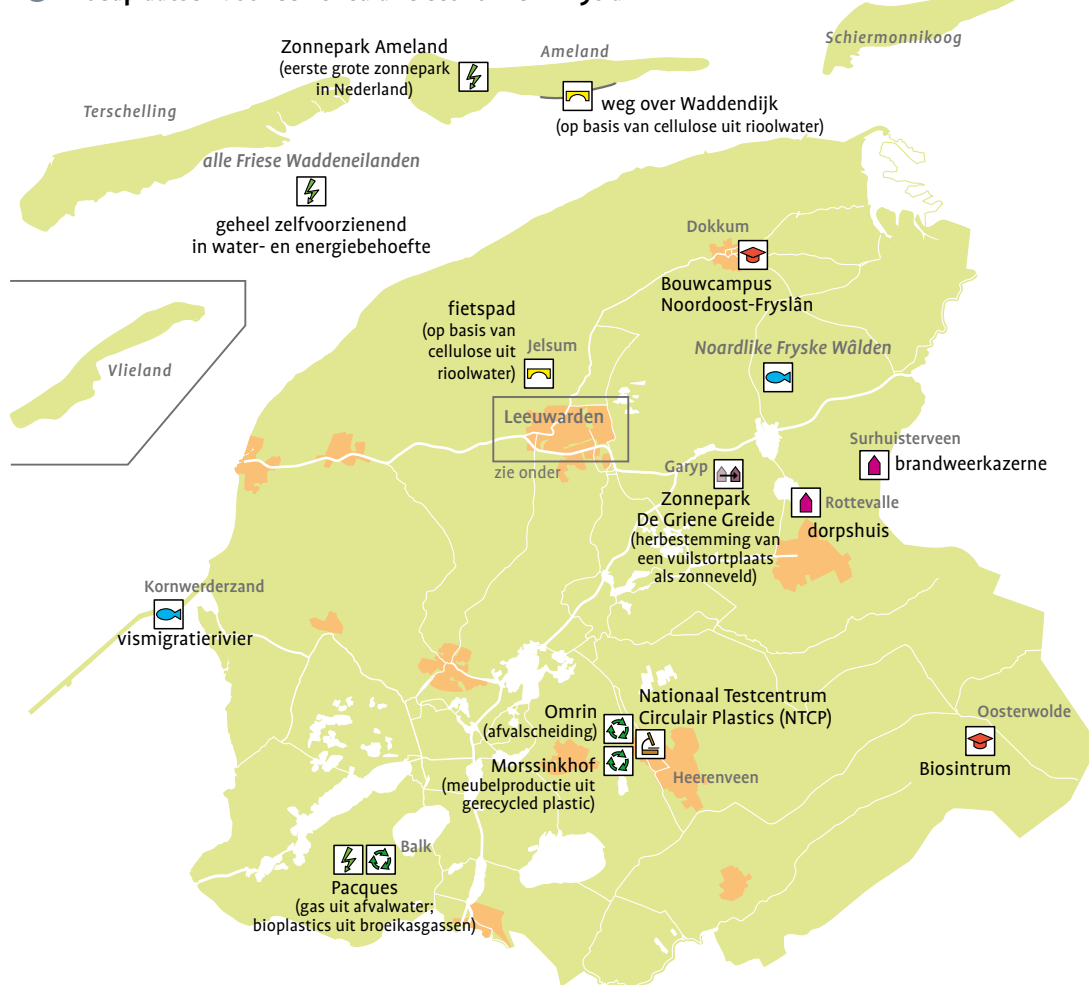 Zonnepark Ameland
(eerste grote zonnepark
in Nederland)
Ameland
Schiermonnikoog
weg over Waddendijk
(op basis van cellulose uit rioolwater)
Terschelling
alle Friese Waddeneilanden
geheel zelfvoorzienend
in water- en energiebehoefte
Dokkum
Bouwcampus
Noordoost-Fryslân
fietspad
(op basis van
cellulose uit
rioolwater)
Jelsum
Noardlike Fryske Wâlden
Vlieland
Leeuwarden
zie onder
Surhuisterveen
brandweerkazerne
Garyp
Zonnepark
De Griene Greide
(herbestemming van
een vuilstortplaats
als zonneveld)
Rottevalle
dorpshuis
Kornwerderzand
vismigratierivier
Nationaal Testcentrum
Circulair Plastics (NTCP)
Omrin
(afvalscheiding)
Morssinkhof
(meubelproductie uit
gerecycled plastic)
Heerenveen
Oosterwolde
Biosintrum
Balk
Pacques
(gas uit afvalwater;
bioplastics uit broeikasgassen)